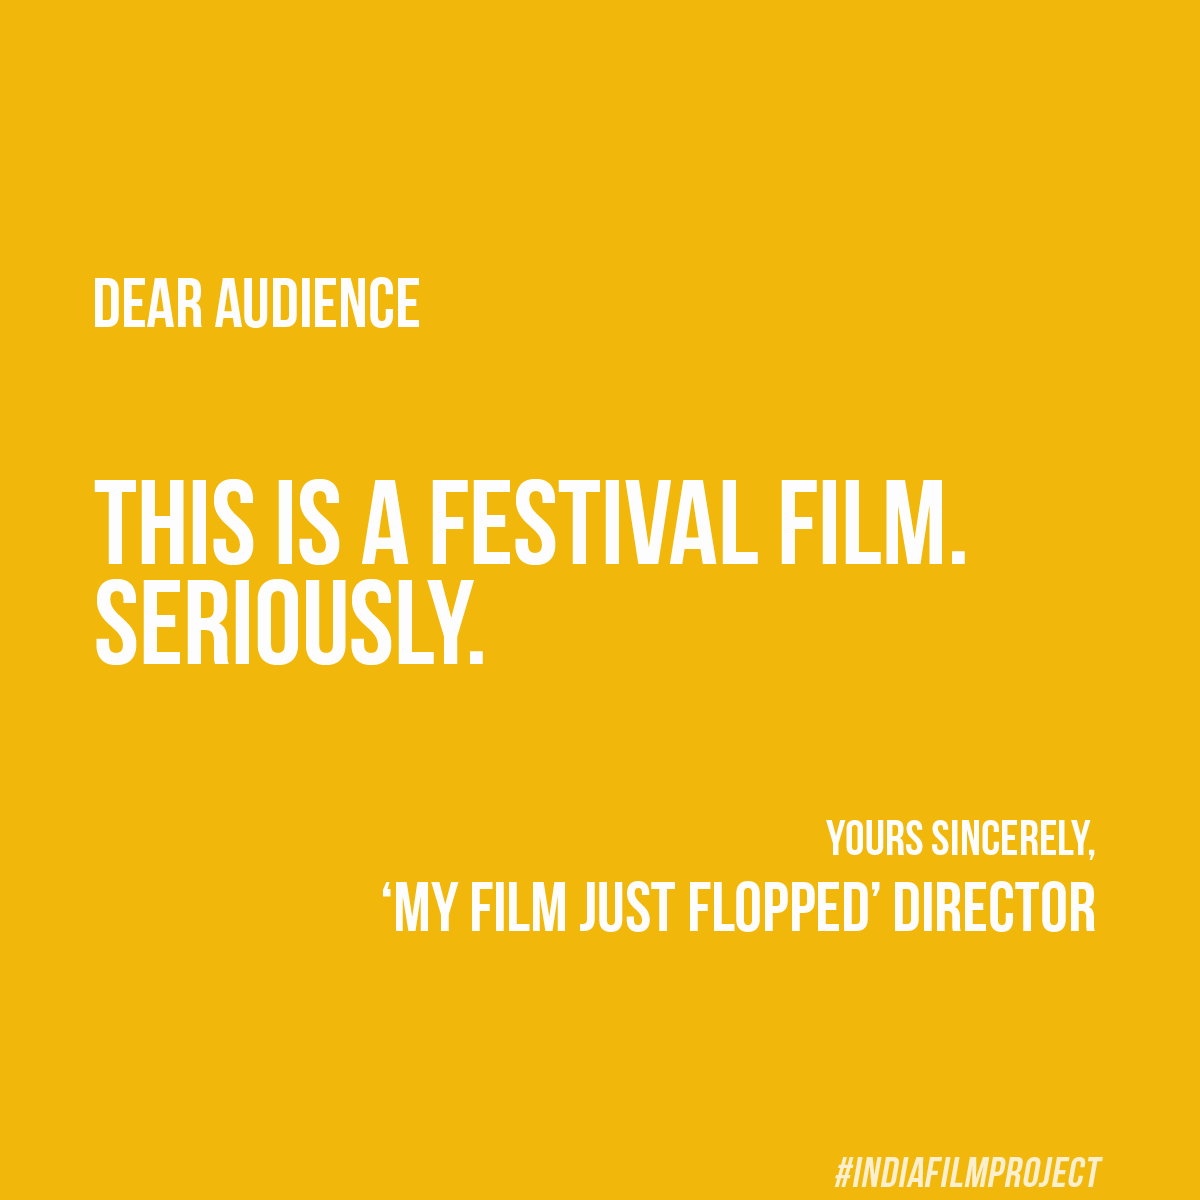 DEAR AUDIENCE
THIS IS A FESTIVAL FILM.
SERIOUSLY.
YOURS SINCERELY,
‘MY FILM JUST FLOPPED’ DIRECTOR
#INDIAFILMPROJECT